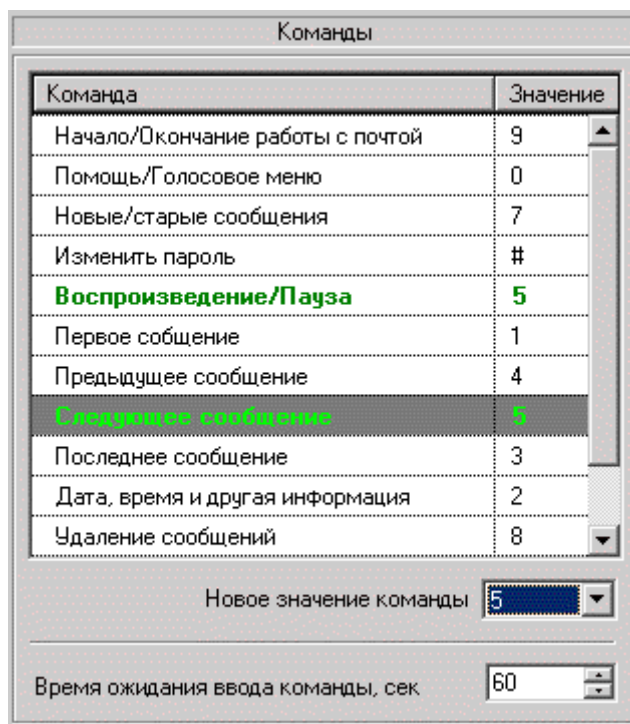 Команды
Команда Значение
Начало/Окончание работы с почтой 9
Помощь/Голосовое меню 0
Новые/старые сообщения 7
Изменить пароль #
Воспроизведение/Пауза 5
Первое собщение 1
Предыдущее сообщение 4
Следующее сообщение 5
Последнее сообщение 3
Дата, время и другая информация 2
Удаление сообщений 8
Новое значение команды 5
Время ожидания ввода команды, сек 60